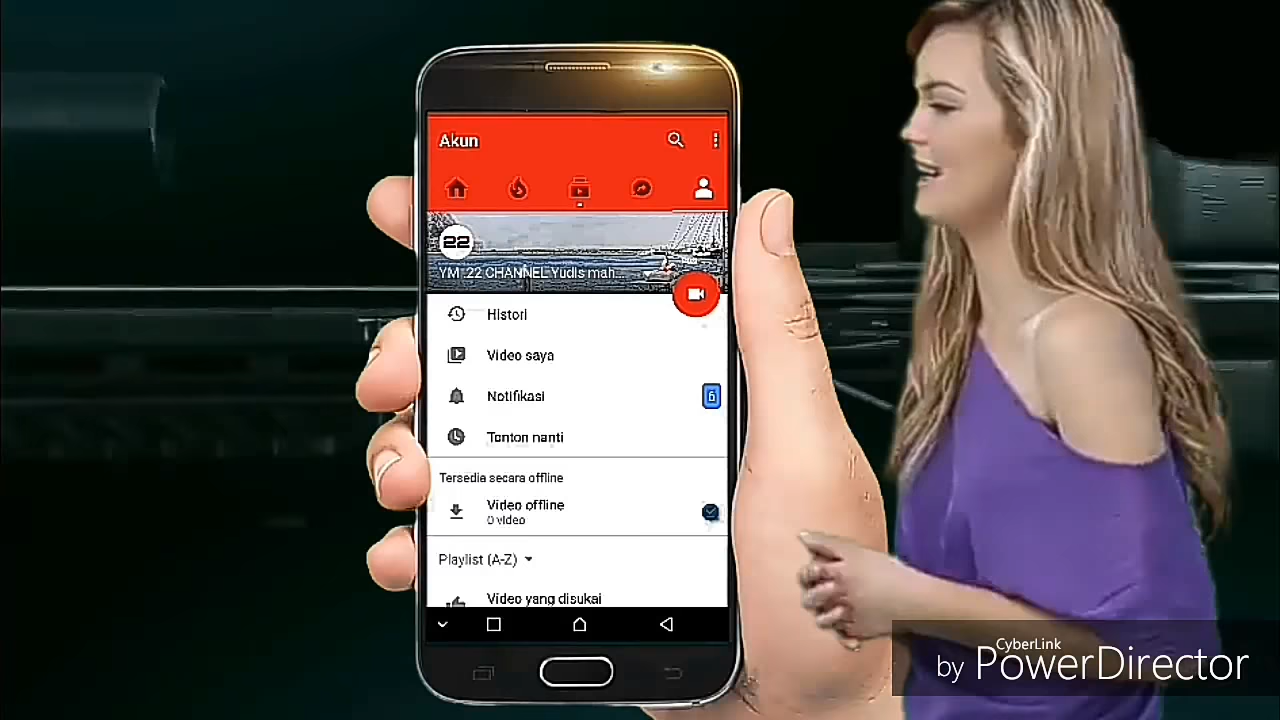 Akun
22
YM .22 CHANNEL Yudis mah...
Histori
Video saya
Notifikasi
6
Tonton nanti
Tersedia secara offline
Video offline
0 video
Playlist (A-Z)
Video yang disukai
CyberLink
by PowerDirector